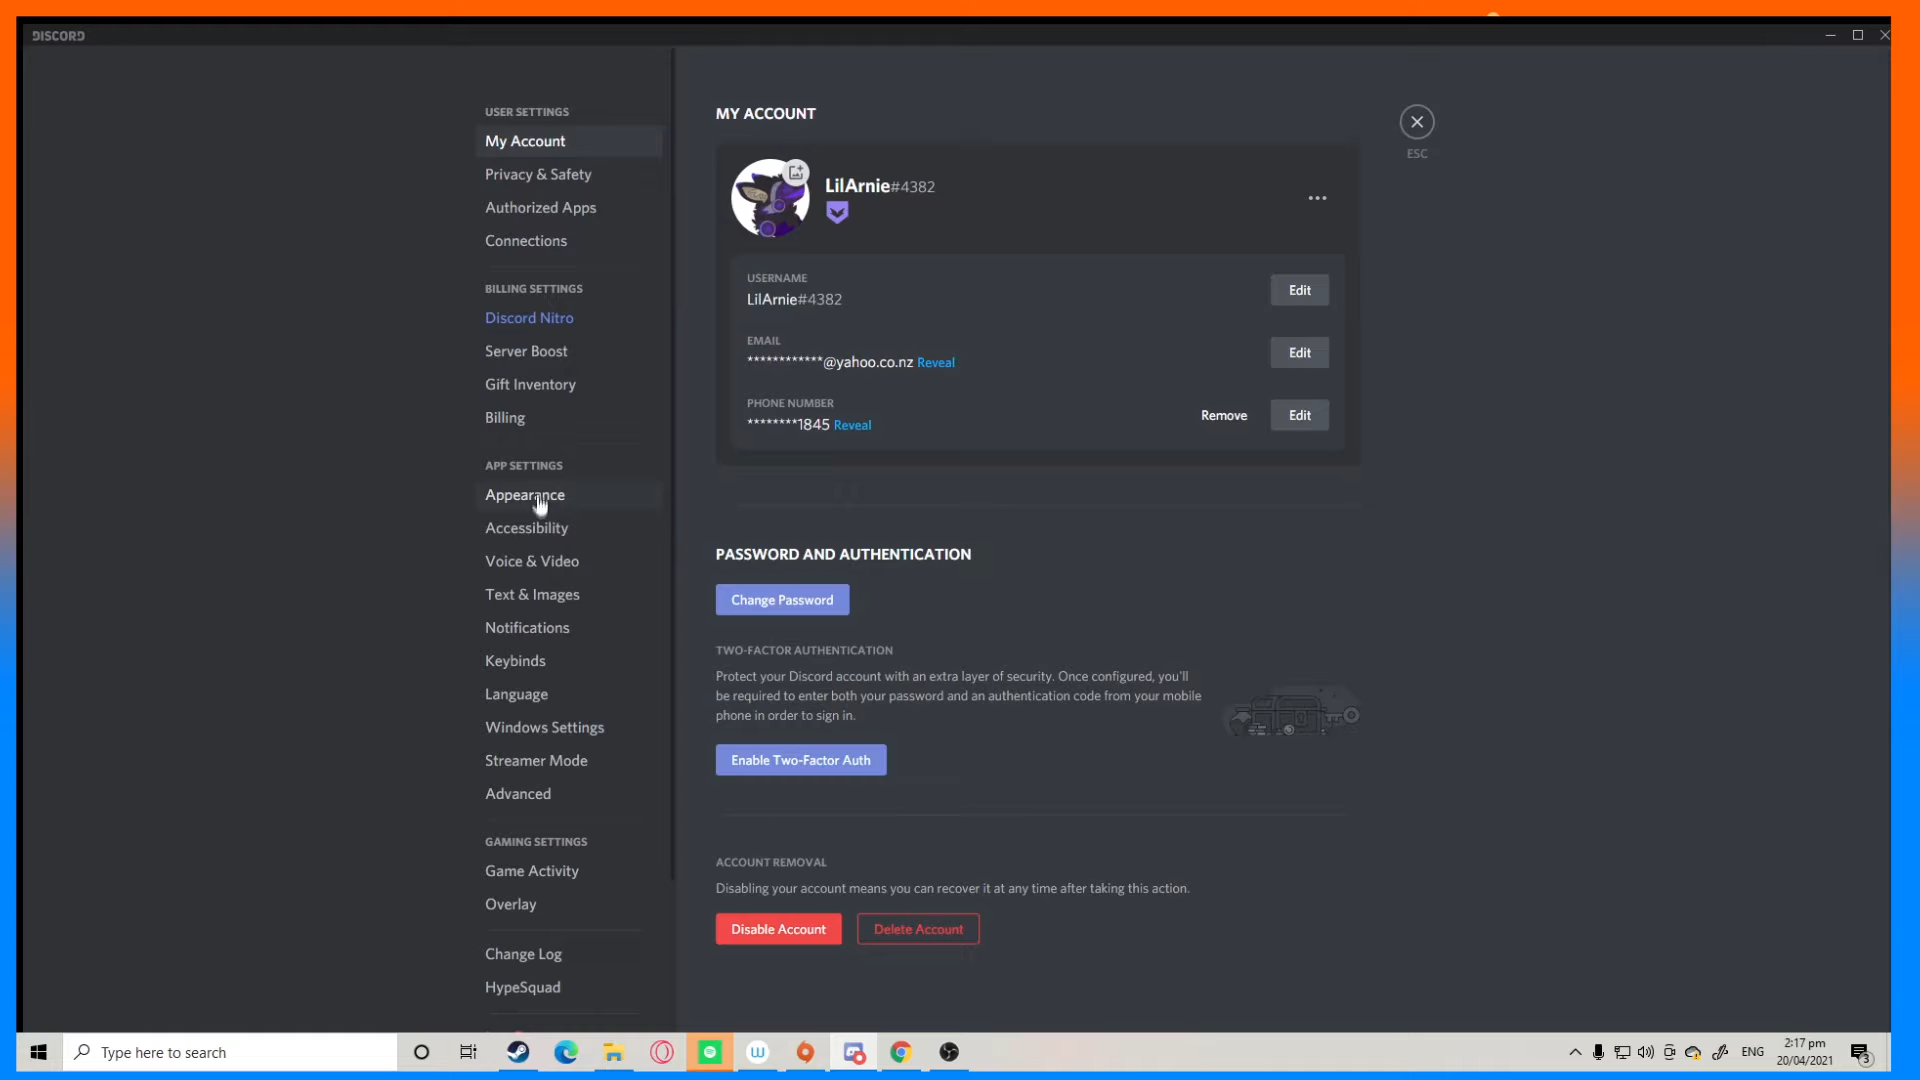 DISCORD
USER SETTINGS
My Account
Privacy & Safety
Authorized Apps
Connections
BILLING SETTINGS
Discord Nitro
Server Boost
Gift Inventory
Billing
APP SETTINGS
Appearance
Accessibility
Voice & Video
Text & Images
Notifications
Keybinds
Language
Windows Settings
Streamer Mode
Advanced
GAMING SETTINGS
Game Activity
Overlay
Change Log
HypeSquad
MY ACCOUNT
ESC
LilArnie#4382
USERNAME
LilArnie#4382
Edit
EMAIL
************@yahoo.co.nz Reveal
Edit
PHONE NUMBER
********1845 Reveal
Remove
Edit
PASSWORD AND AUTHENTICATION
Change Password
TWO-FACTOR AUTHENTICATION
Protect your Discord account with an extra layer of security. Once configured, you'll
be required to enter both your password and an authentication code from your mobile
phone in order to sign in.
Enable Two-Factor Auth
ACCOUNT REMOVAL
Disabling your account means you can recover it at any time after taking this action.
Disable Account
Delete Account
Type here to search
ENG
2:17 pm
20/04/2021
3